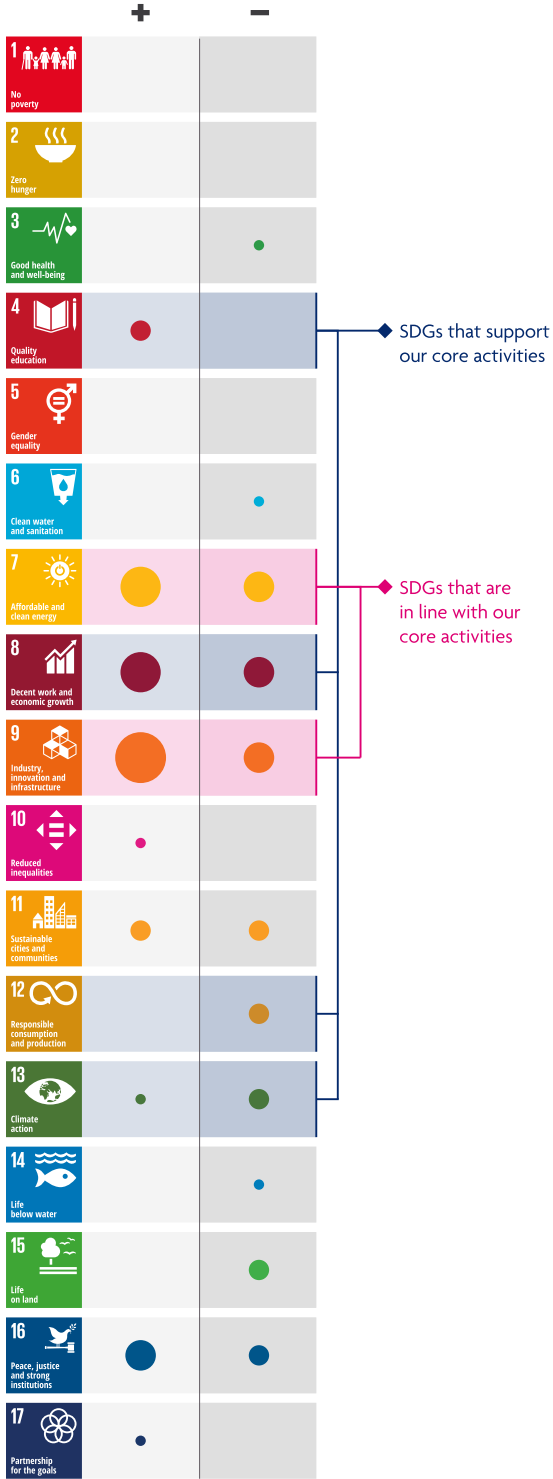 + −
1
No
poverty
2
Zero
hunger
3
Good health
and well-being
4
Quality
education
SDGs that support
our core activities
5
Gender
equality
6
Clean water
and sanitation
7
Affordable and
clean energy
SDGs that are
in line with our
core activities
8
Decent work and
economic growth
9
Industry,
innovation and
infrastructure
10
Reduced
inequalities
11
Sustainable
cities and
communities
12
Responsible
consumption
and production
13
Climate
action
14
Life
below water
15
Life
on land
16
Peace, justice
and strong
institutions
17
Partnership
for the goals